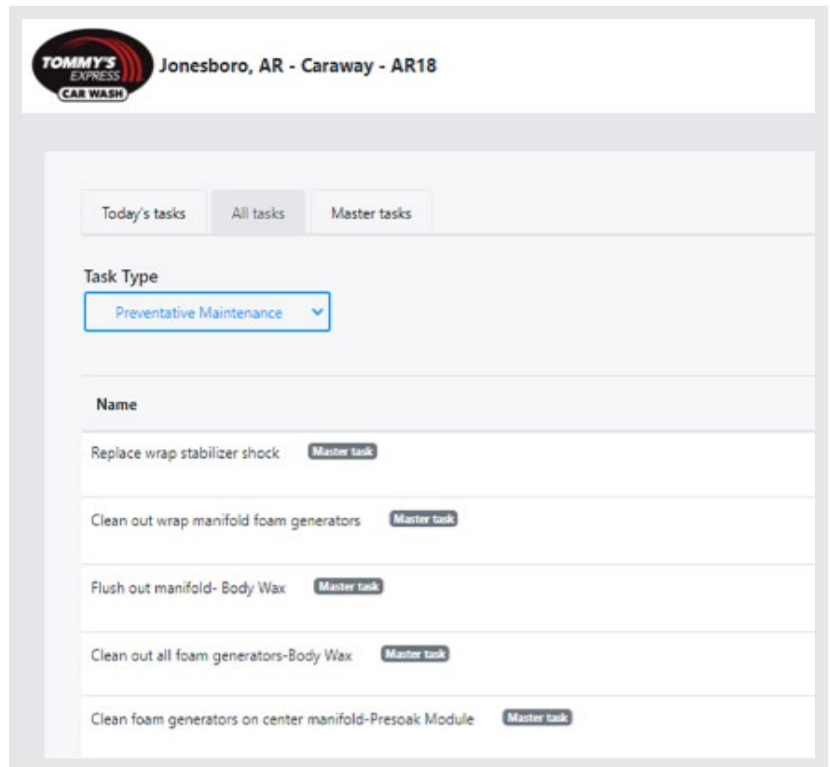 TOMMY'S
EXPRESS
CAR WASH
Jonesboro, AR - Caraway - AR18
Today's tasks All tasks Master tasks
Task Type
Preventative Maintenance
Name
Replace wrap stabilizer shock Master task
Clean out wrap manifold foam generators Master task
Flush out manifold- Body Wax Master task
Clean out all foam generators-Body Wax Master task
Clean foam generators on center manifold-Presoak Module Master task